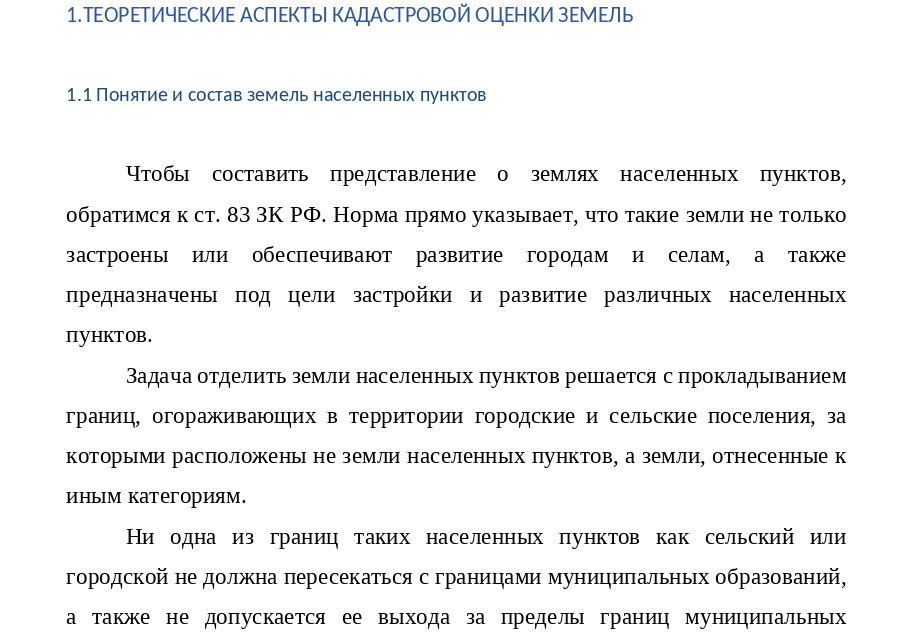 1.ТЕОРЕТИЧЕСКИЕ АСПЕКТЫ КАДАСТРОВОЙ ОЦЕНКИ ЗЕМЕЛЬ
1.1 Понятие и состав земель населенных пунктов
Чтобы составить представление о землях населенных пунктов,
обратимся к ст. 83 ЗК РФ. Норма прямо указывает, что такие земли не только
застроены или обеспечивают развитие городам и селам, а также
предназначены под цели застройки и развитие различных населенных
пунктов.
Задача отделить земли населенных пунктов решается с прокладыванием
границ, огораживающих в территории городские и сельские поселения, за
которыми расположены не земли населенных пунктов, а земли, отнесенные к
иным категориям.
Ни одна из границ таких населенных пунктов как сельский или
городской не должна пересекаться с границами муниципальных образований,
а также не допускается ее выхода за пределы границ муниципальных